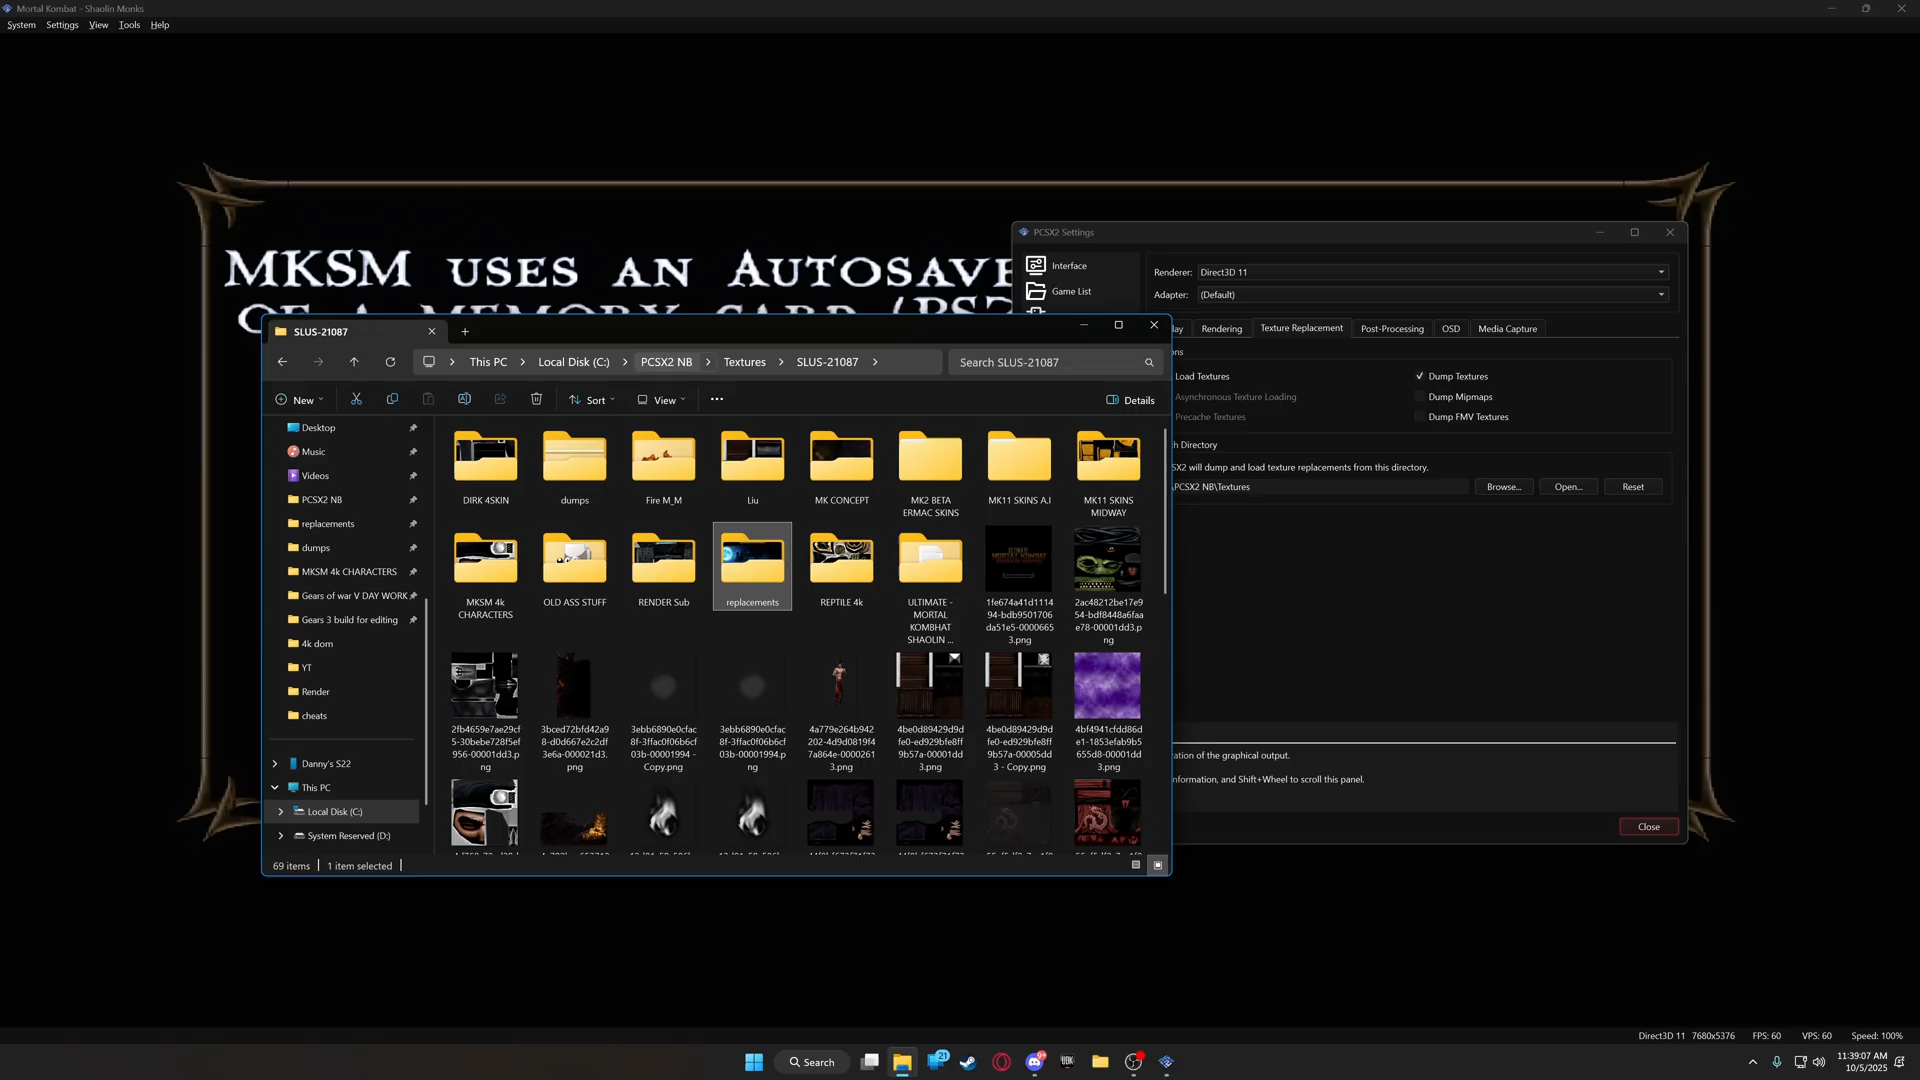 Mortal Kombat - Shaolin Monks
System Settings View Tools Help
MKSM USES AN AUTOSAVE
PCSX2 Settings
Interface
Game List
Renderer: Direct3D 11
Adapter: (Default)
Rendering Texture Replacement Post-Processing OSD Media Capture
Load Textures
Dump Textures
Asynchronous Texture Loading
Dump Mipmaps
Precache Textures
Dump FMV Textures
Directory
will dump and load texture replacements from this directory.
PCSX2 NB\Textures
Browse... Open... Reset
of the graphical output.
and Shift+Wheel to scroll this panel.
Close
SLUS-21087
This PC > Local Disk (C:) > PCSX2 NB > Textures > SLUS-21087 >
Search SLUS-21087
New Sort View ... Details
Desktop
Music
Videos
PCSX2 NB
replacements
dumps
MKSM 4k CHARACTERS
Gears of war V DAY WORK
Gears 3 build for editing
4k dom
YT
Render
cheats
Danny's S22
This PC
Local Disk (C:)
System Reserved (D:)
DIRK 4SKIN
dumps
Fire M_M
Liu
MK CONCEPT
MK2 BETA
ERMAC SKINS
MK11 SKINS A.I
MK11 SKINS
MIDWAY
MKSM 4k
CHARACTERS
OLD ASS STUFF
RENDER Sub
replacements
REPTILE 4k
ULTIMATE -
MORTAL
KOMBHAT
SHAOLIN ...
1fe674a41d1114
94-bdb9501706
da51e5-0000665
3.png
2ac48212be17e9
54-bdf8448a6faa
e78-00001dd3.p
ng
2fb4659e7ae29cf
5-30bebe728f5ef
956-00001dd3.p
ng
3bced72bfd42a9
8-d0d667e2c2df
3e6a-000021d3.
png
3ebb6890e0cfac
8f-3ffac0f06b6cf
03b-00001994 -
Copy.png
3ebb6890e0cfac
8f-3ffac0f06b6cf
03b-00001994.p
ng
4a779e264b942
202-4d9d0819f4
7a864e-0000261
3.png
4be0d89429d9d
fe0-ed929bfe8ff
9b57a-00001dd
3.png
4be0d89429d9d
fe0-ed929bfe8ff
9b57a-00005dd
3 - Copy.png
4bf4941cfdd86d
e1-1853efab9b5
655d8-00001dd
3.png
69 items
1 item selected
Direct3D 11 7680x5376 FPS: 60 VPS: 60 Speed: 100%
Search
21
11:39:07 AM
10/5/2025